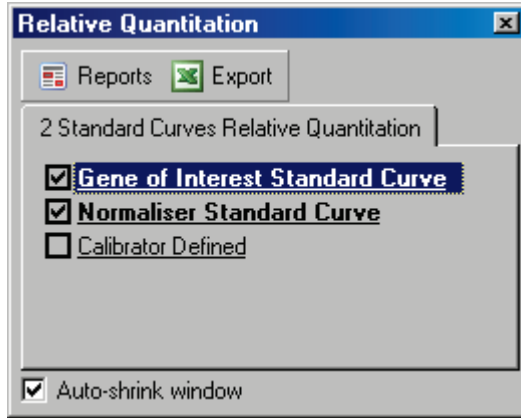 Relative Quantitation
Reports Export
2 Standard Curves Relative Quantitation
Gene of Interest Standard Curve
Normaliser Standard Curve
Calibrator Defined
Auto-shrink window